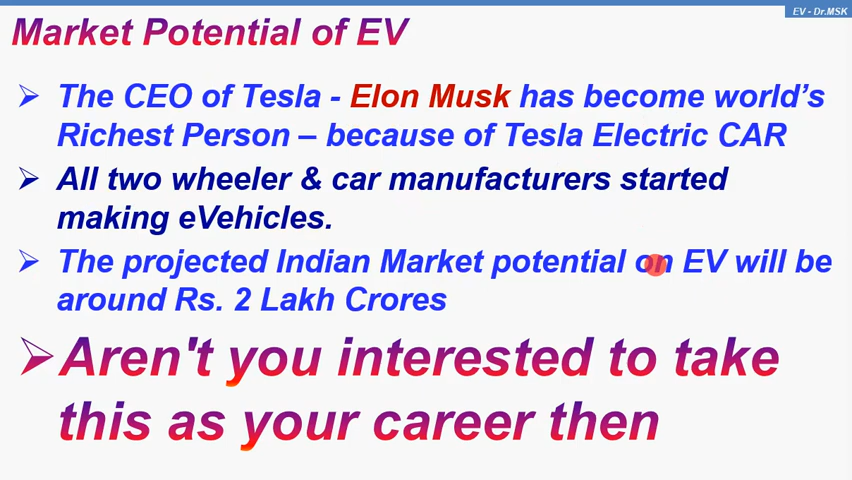 EV - Dr.MSK
Market Potential of EV
➢ The CEO of Tesla - Elon Musk has become world's
Richest Person – because of Tesla Electric CAR
➢ All two wheeler & car manufacturers started
making eVehicles.
➢ The projected Indian Market potential on EV will be
around Rs. 2 Lakh Crores
➢ Aren't you interested to take
this as your career then